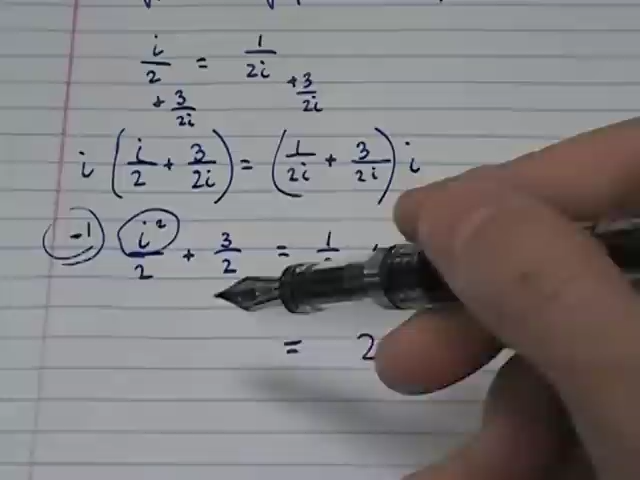 i/2 = 1/2i
+ 3/2i + 3/2i
i (i/2 + 3/2i) = (1/2i + 3/2i) i
-1 i²/2 + 3/2 = 1
= 2